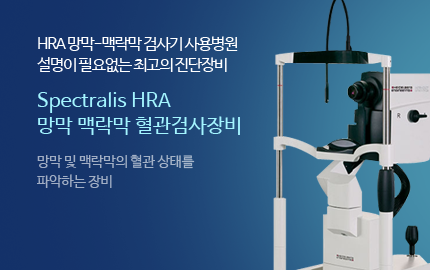 HRA 망막-맥락막 검사기 사용병원
설명이 필요없는 최고의 진단장비
Spectralis HRA
망막 맥락막 혈관검사장비
망막 및 맥락막의 혈관 상태를
파악하는 장비
R